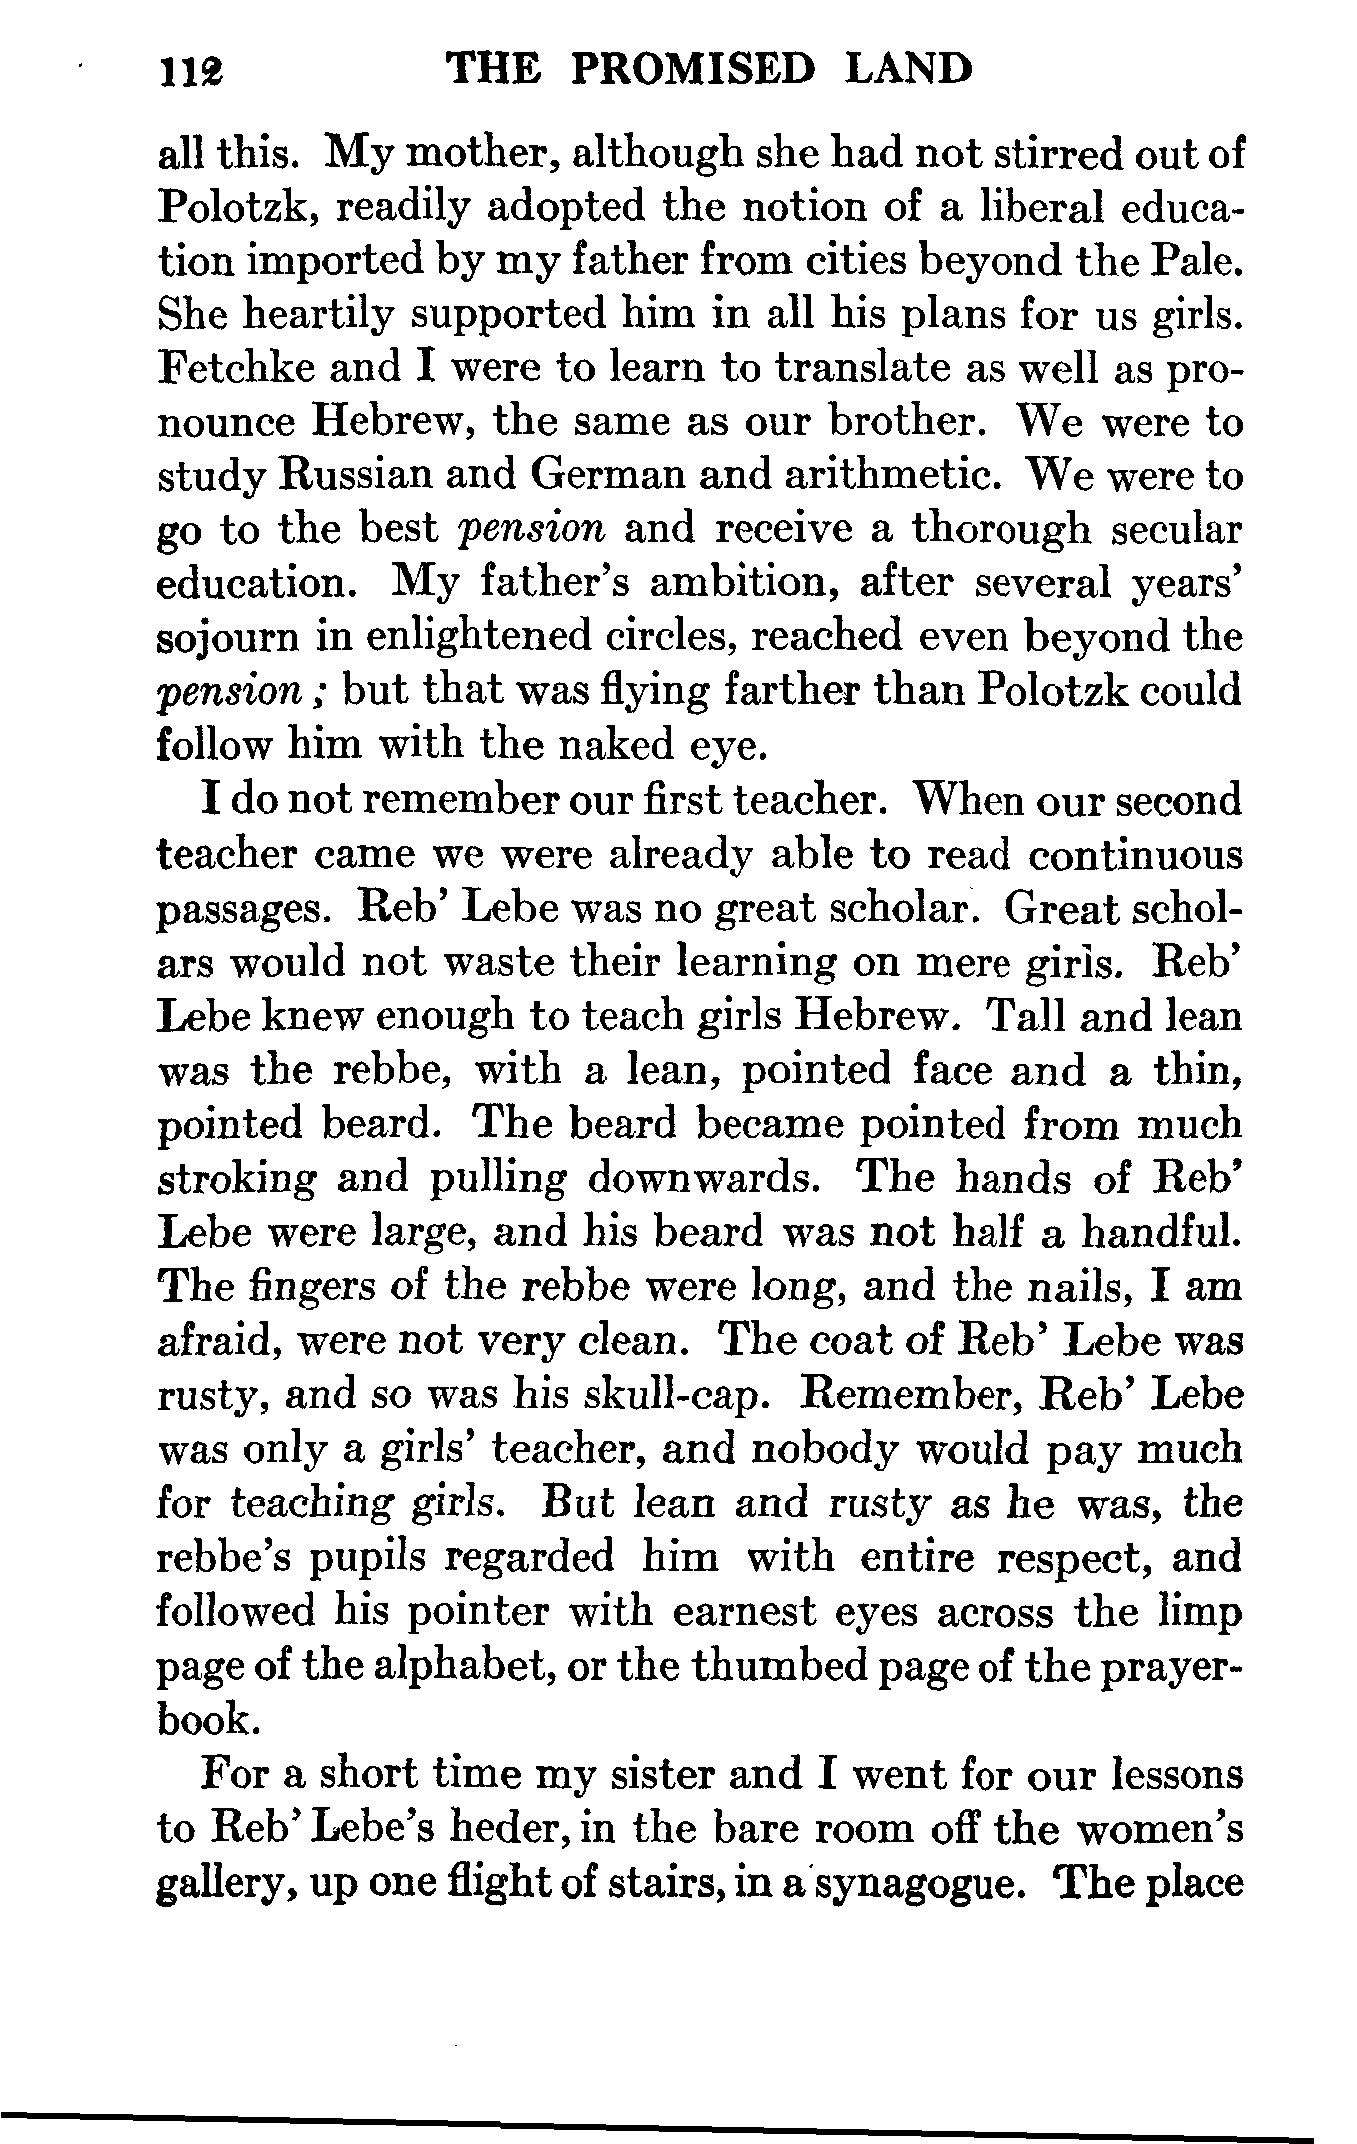 112 THE PROMISED LAND
all this. My mother, although she had not stirred out of
Polotzk, readily adopted the notion of a liberal educa-
tion imported by my father from cities beyond the Pale.
She heartily supported him in all his plans for us girls.
Fetchke and I were to learn to translate as well as pro-
nounce Hebrew, the same as our brother. We were to
study Russian and German and arithmetic. We were to
go to the best pension and receive a thorough secular
education. My father's ambition, after several years'
sojourn in enlightened circles, reached even beyond the
pension; but that was flying farther than Polotzk could
follow him with the naked eye.
I do not remember our first teacher. When our second
teacher came we were already able to read continuous
passages. Reb' Lebe was no great scholar. Great schol-
ars would not waste their learning on mere girls. Reb'
Lebe knew enough to teach girls Hebrew. Tall and lean
was the rebbe, with a lean, pointed face and a thin,
pointed beard. The beard became pointed from much
stroking and pulling downwards. The hands of Reb'
Lebe were large, and his beard was not half a handful.
The fingers of the rebbe were long, and the nails, I am
afraid, were not very clean. The coat of Reb' Lebe was
rusty, and so was his skull-cap. Remember, Reb' Lebe
was only a girls' teacher, and nobody would pay much
for teaching girls. But lean and rusty as he was, the
rebbe's pupils regarded him with entire respect, and
followed his pointer with earnest eyes across the limp
page of the alphabet, or the thumbed page of the prayer-
book.
For a short time my sister and I went for our lessons
to Reb' Lebe's heder, in the bare room off the women's
gallery, up one flight of stairs, in a synagogue. The place